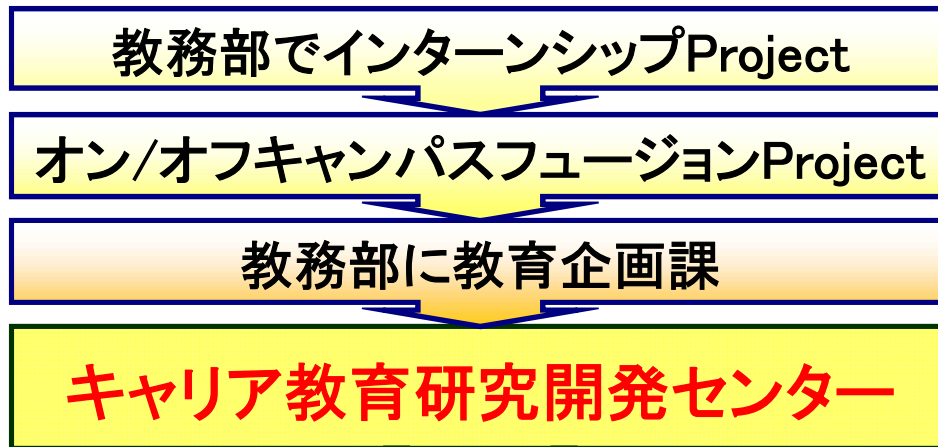 教務部でインターンシップProject
オン/オフキャンパスフュージョンProject
教務部に教育企画課
キャリア教育研究開発センター